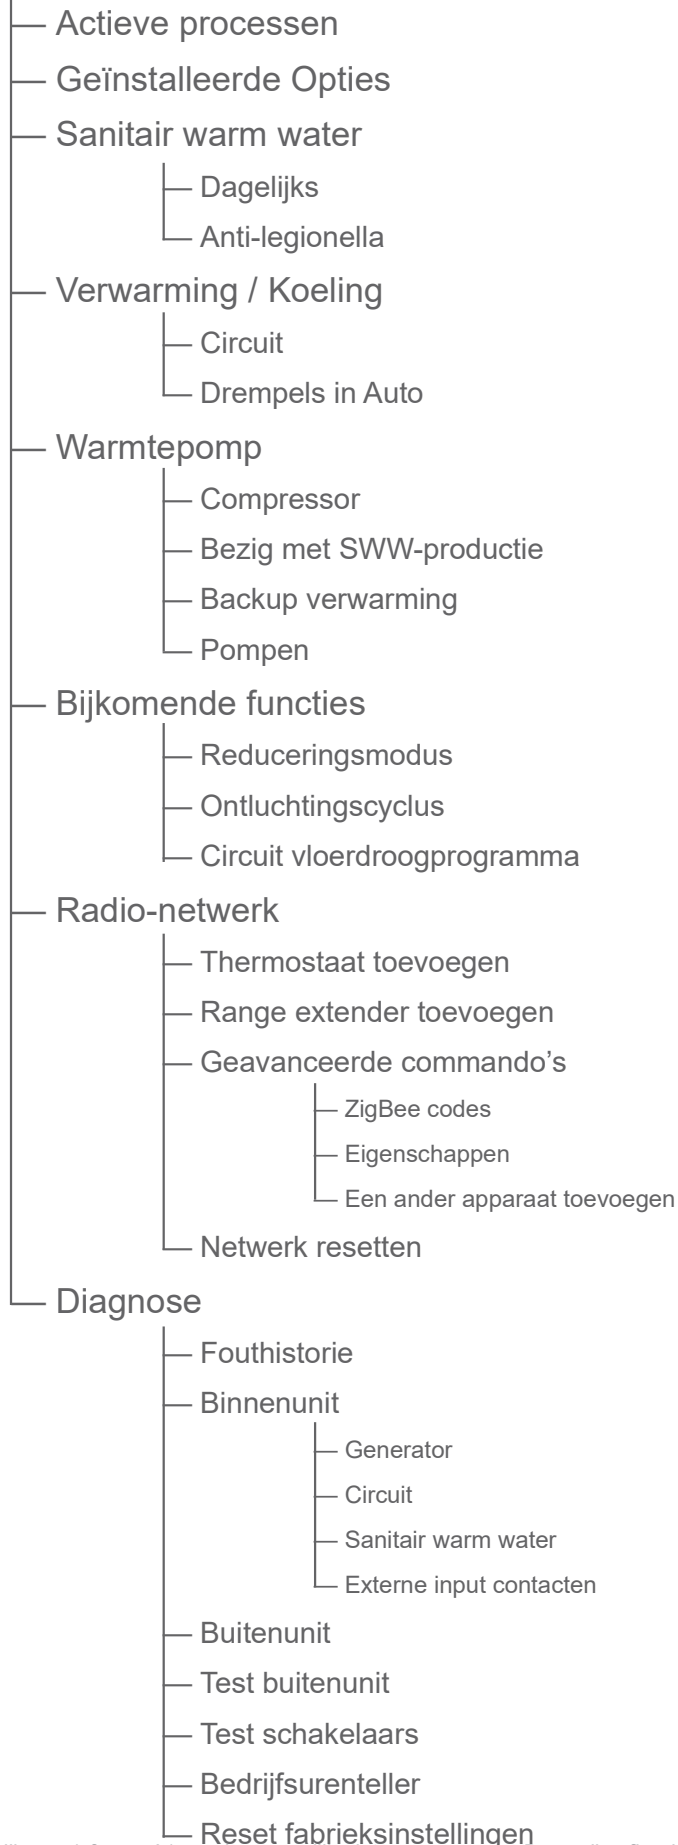 Actieve processen
Geïnstalleerde Opties
Sanitair warm water
Dagelijks
Anti-legionella
Verwarming / Koeling
Circuit
Drempels in Auto
Warmtepomp
Compressor
Bezig met SWW-productie
Backup verwarming
Pompen
Bijkomende functies
Reduceringsmodus
Ontluchtingscyclus
Circuit vloerdroogprogramma
Radio-netwerk
Thermostaat toevoegen
Range extender toevoegen
Geavanceerde commando’s
ZigBee codes
Eigenschappen
Een ander apparaat toevoegen
Netwerk resetten
Diagnose
Fouthistorie
Binnenunit
Generator
Circuit
Sanitair warm water
Externe input contacten
Buitenunit
Test buitenunit
Test schakelaars
Bedrijfsurenteller
Reset fabrieksinstellingen